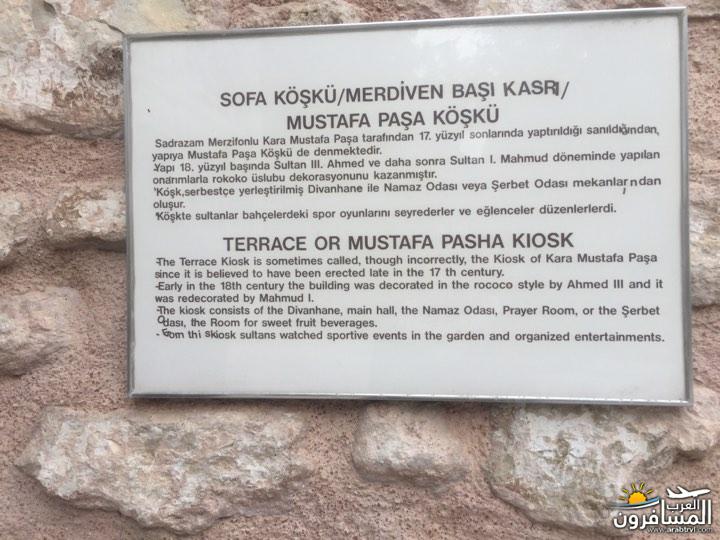 SOFA KÖŞKÜ/MERDİVEN BAŞI KASRI/
MUSTAFA PAŞA KÖŞKÜ
Sadrazam Merzifonlu Kara Mustafa Paşa tarafından 17. yüzyıl sonlarında yaptırıldığı sanıldığından,
yapıya Mustafa Paşa Köşkü de denmektedir.
-Yapı 18. yüzyıl başında Sultan III. Ahmed ve daha sonra Sultan I. Mahmud döneminde yapılan
onarımlarla rokoko üslubu dekorasyonunu kazanmıştır.
-Köşk,serbestçe yerleştirilmiş Divanhane ile Namaz Odası veya Şerbet Odası mekanlarından
oluşur.
-Köşkte sultanlar bahçelerdeki spor oyunlarını seyrederler ve eğlenceler düzenlerlerdi.
TERRACE OR MUSTAFA PASHA KIOSK
-The Terrace Kiosk is sometimes called, though incorrectly, the Kiosk of Kara Mustafa Paşa
since it is believed to have been erected late in the 17 th century.
-Early in the 18th century the building was decorated in the rococo style by Ahmed III and it
was redecorated by Mahmud I.
-The kiosk consists of the Divanhane, main hall, the Namaz Odası, Prayer Room, or the Şerbet
Odası, the Room for sweet fruit beverages.
- From this kiosk sultans watched sportive events in the garden and organized entertainments.
العرب
المسافرون
www.arabtrvl.com